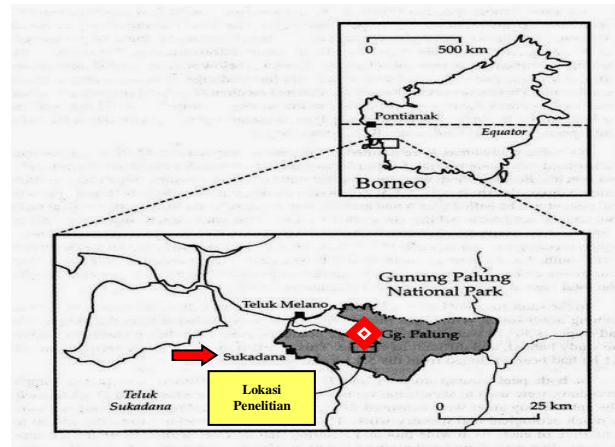 0 500 km
Pontianak
Equator
Borneo
Gunung Palung
National Park
Teluk Melano
Gg. Palung
Sukadana
Lokasi
Penelitian
Teluk
Sukadana
0 25 km